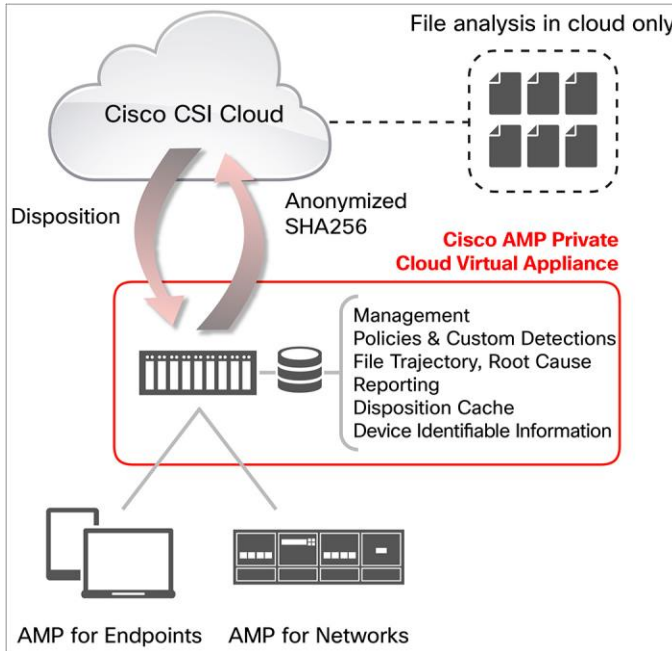 File analysis in cloud only
Cisco CSI Cloud
Disposition
Anonymized
SHA256
Cisco AMP Private
Cloud Virtual Appliance
Management
Policies & Custom Detections
File Trajectory, Root Cause
Reporting
Disposition Cache
Device Identifiable Information
AMP for Endpoints
AMP for Networks